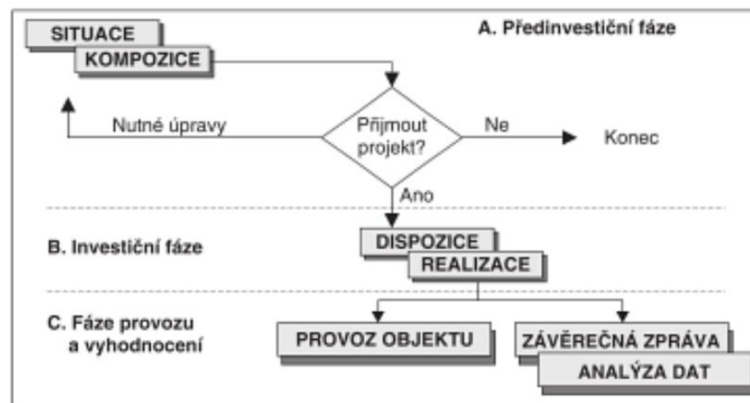 SITUACE
A. Předinvestiční fáze
KOMPOZICE
Nutné úpravy
Přijmout
projekt?
Ne
Konec
Ano
B. Investiční fáze
DISPOZICE
REALIZACE
C. Fáze provozu
a vyhodnocení
PROVOZ OBJEKTU
ZÁVĚREČNÁ ZPRÁVA
ANALÝZA DAT